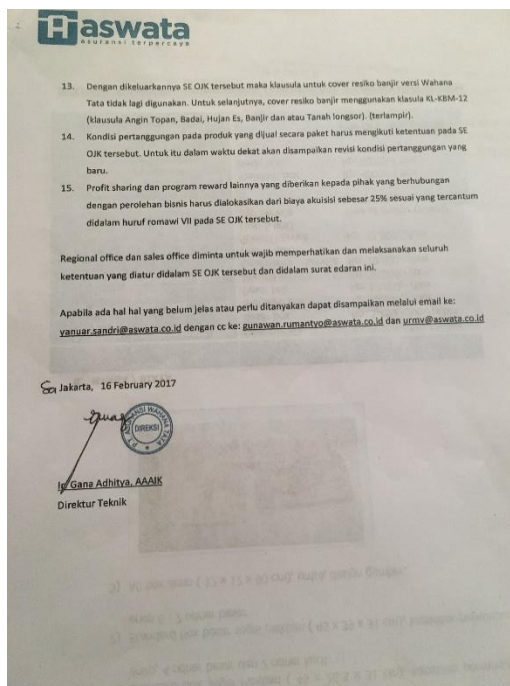 aswata
asuransi terpercaya
13. Dengan dikeluarkannya SE OJK tersebut maka klausula untuk cover resiko banjir versi Wahana
Tata tidak lagi digunakan. Untuk selanjutnya, cover resiko banjir menggunakan klasula KL-KBM-12
(klausula Angin Topan, Badai, Hujan Es, Banjir dan atau Tanah longsor). (terlampir).
14. Kondisi pertanggungan pada produk yang dijual secara paket harus mengikuti ketentuan pada SE
OJK tersebut. Untuk itu dalam waktu dekat akan disampaikan revisi kondisi pertanggungan yang
baru.
15. Profit sharing dan program reward lainnya yang diberikan kepada pihak yang berhubungan
dengan perolehan bisnis harus dialokasikan dari biaya akuisisi sebesar 25% sesuai yang tercantum
didalam huruf romawi VII pada SE OJK tersebut.
Regional office dan sales office diminta untuk wajib memperhatikan dan melaksanakan seluruh
ketentuan yang diatur didalam SE OJK tersebut dan didalam surat edaran ini.
Apabila ada hal hal yang belum jelas atau perlu ditanyakan dapat disampaikan melalui email ke:
yanuar.sandri@aswata.co.id dengan cc ke: gunawan.rumantyo@aswata.co.id dan urmv@aswata.co.id
Jakarta, 16 February 2017
DIREKSI
Ir Gana Adhitya, AAAIK
Direktur Teknik